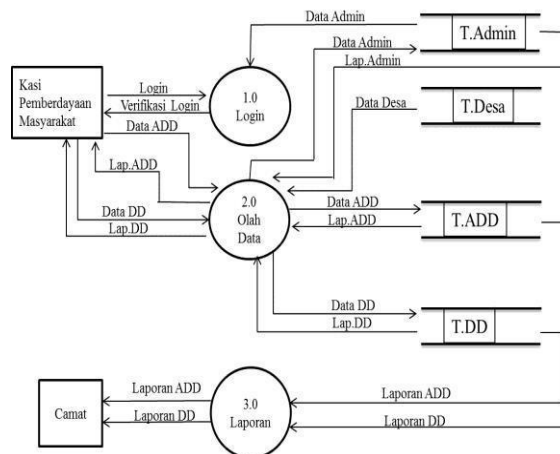 Data Admin
T.Admin
Data Admin
Lap.Admin
Kasi
Pemberdayaan
Masyarakat
Login
Verifikasi Login
Data ADD
1.0
Login
Data Desa
T.Desa
Lap.ADD
2.0
Olah
Data
Data ADD
Lap.ADD
T.ADD
Data DD
Lap.DD
Data DD
Lap.DD
T.DD
Camat
Laporan ADD
Laporan DD
3.0
Laporan
Laporan ADD
Laporan DD